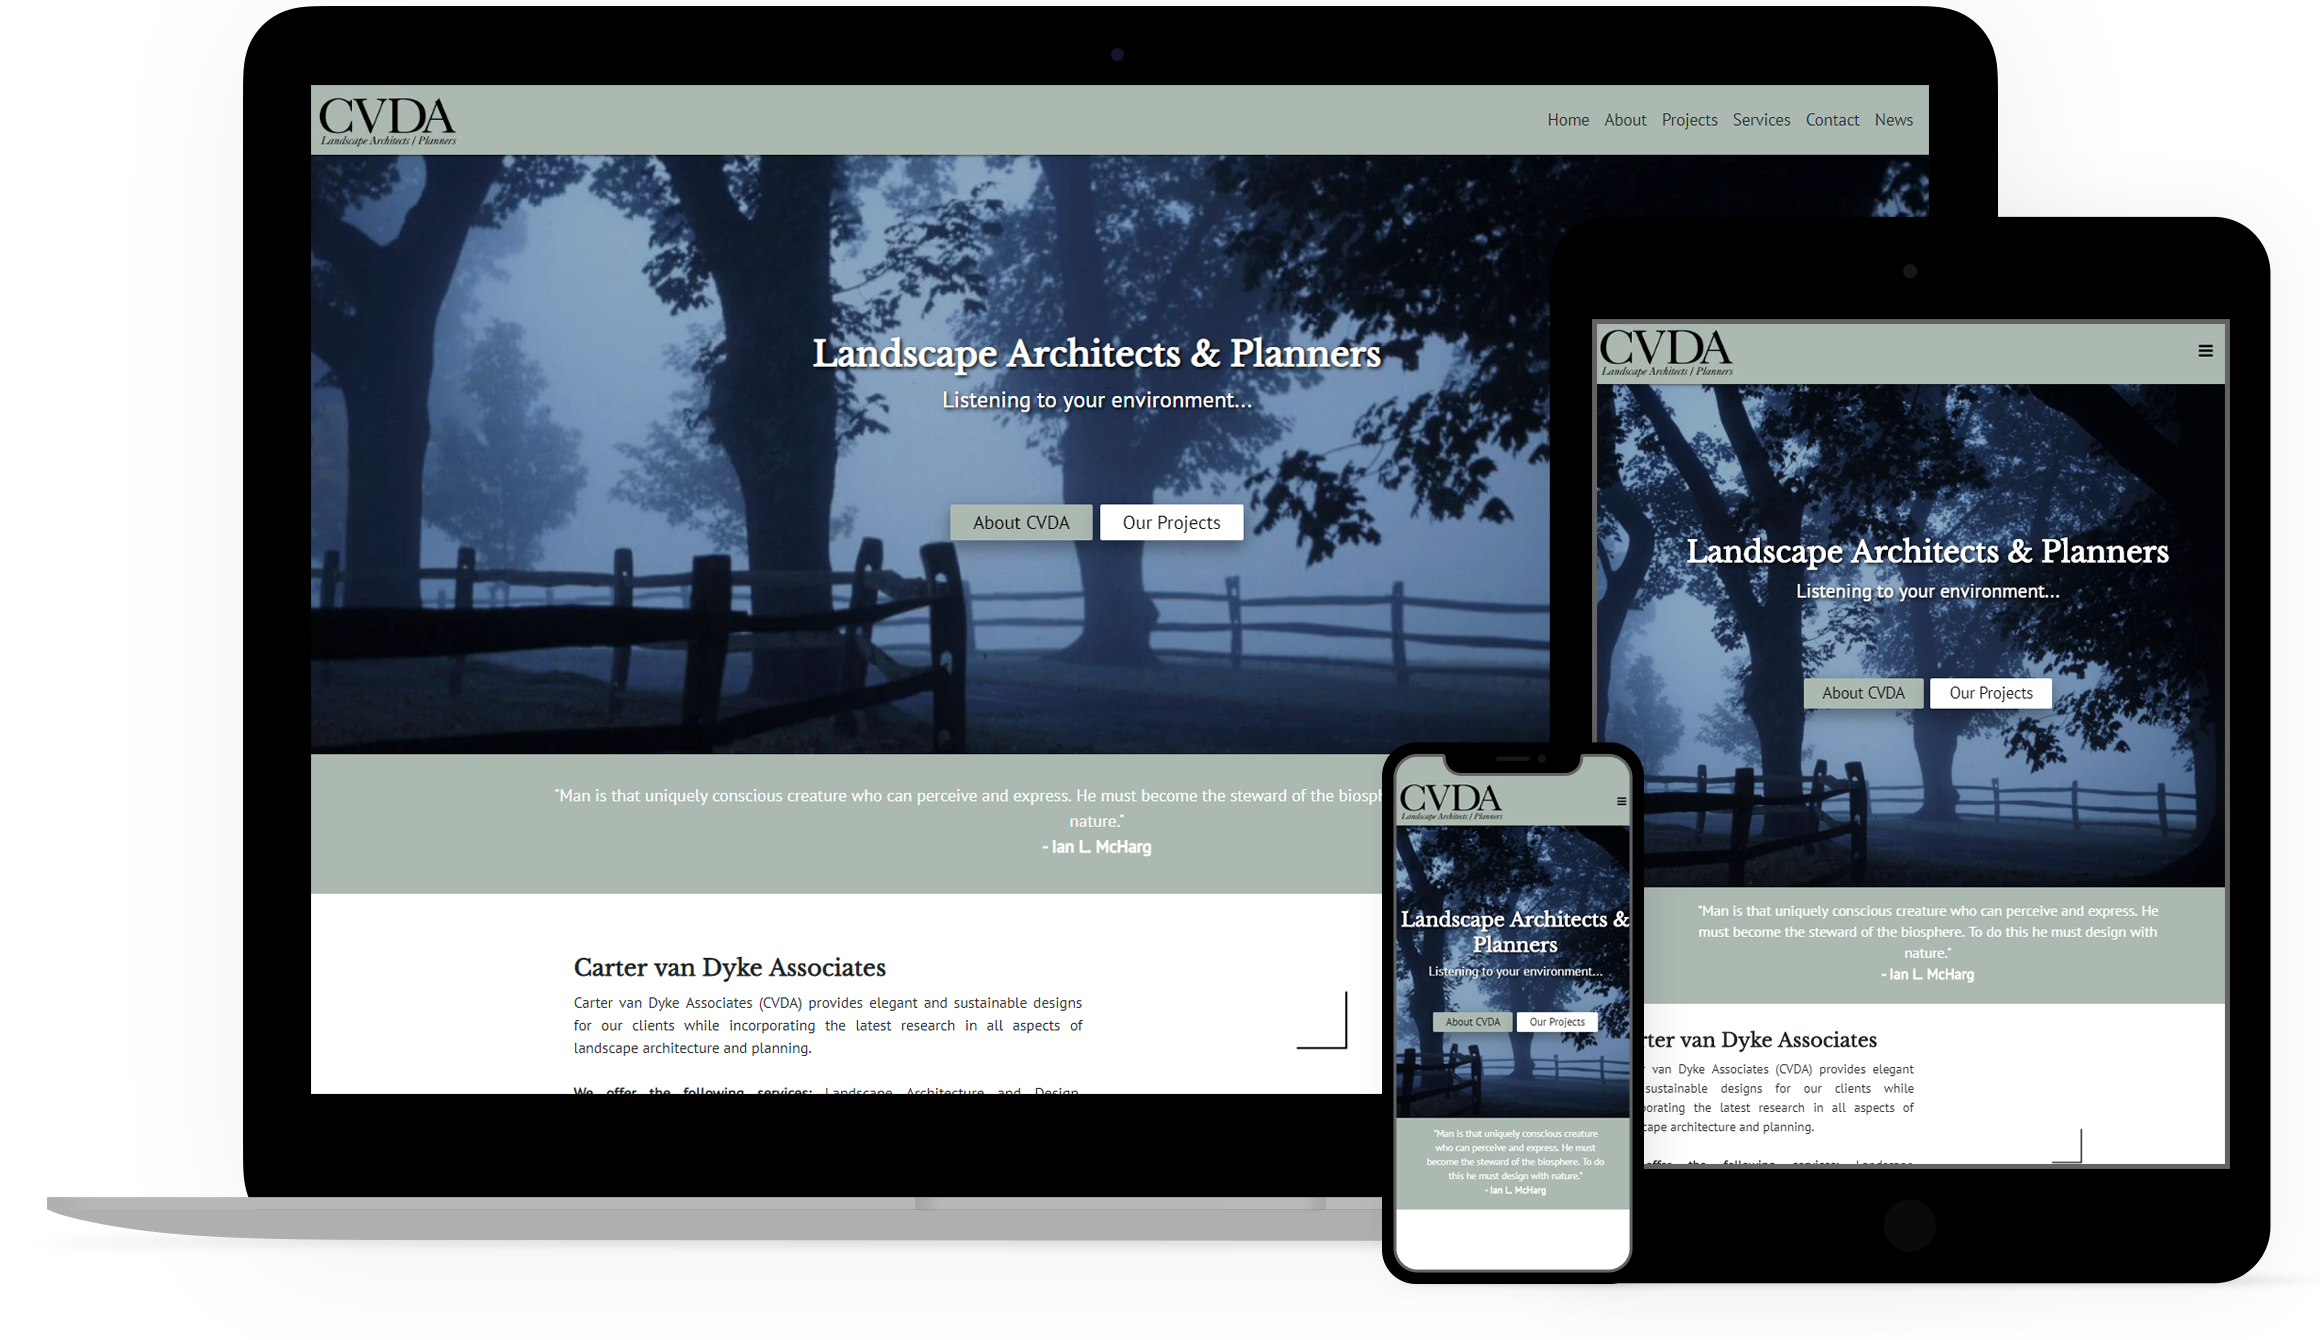 CVDA
Landscape Architects / Planners
Home About Projects Services Contact News
Landscape Architects & Planners
Listening to your environment...
About CVDA Our Projects
"Man is that uniquely conscious creature who can perceive and express. He must become the steward of the
nature."
- Ian L. McHarg
Carter van Dyke Associates
Carter van Dyke Associates (CVDA) provides elegant and sustainable designs
for our clients while incorporating the latest research in all aspects of
landscape architecture and planning.
We offer the following services: Landscape Architecture and Design,
CVDA
Landscape Architects / Planners
Landscape Architects & Planners
Listening to your environment...
About CVDA Our Projects
"Man is that uniquely conscious creature who can perceive and express. He
must become the steward of the biosphere. To do this he must design with
nature."
- Ian L. McHarg
van Dyke Associates
van Dyke Associates (CVDA) provides elegant
sustainable designs for our clients while
the latest research in all aspects of
architecture and planning.
offer the following services: Landscape
CVDA
Landscape Architects / Planners
Landscape Architects &
Planners
Listening to your environment...
About CVDA Our Projects
"Man is that uniquely conscious creature
who can perceive and express. He must
become the steward of the biosphere. To do
this he must design with nature."
- Ian L. McHarg